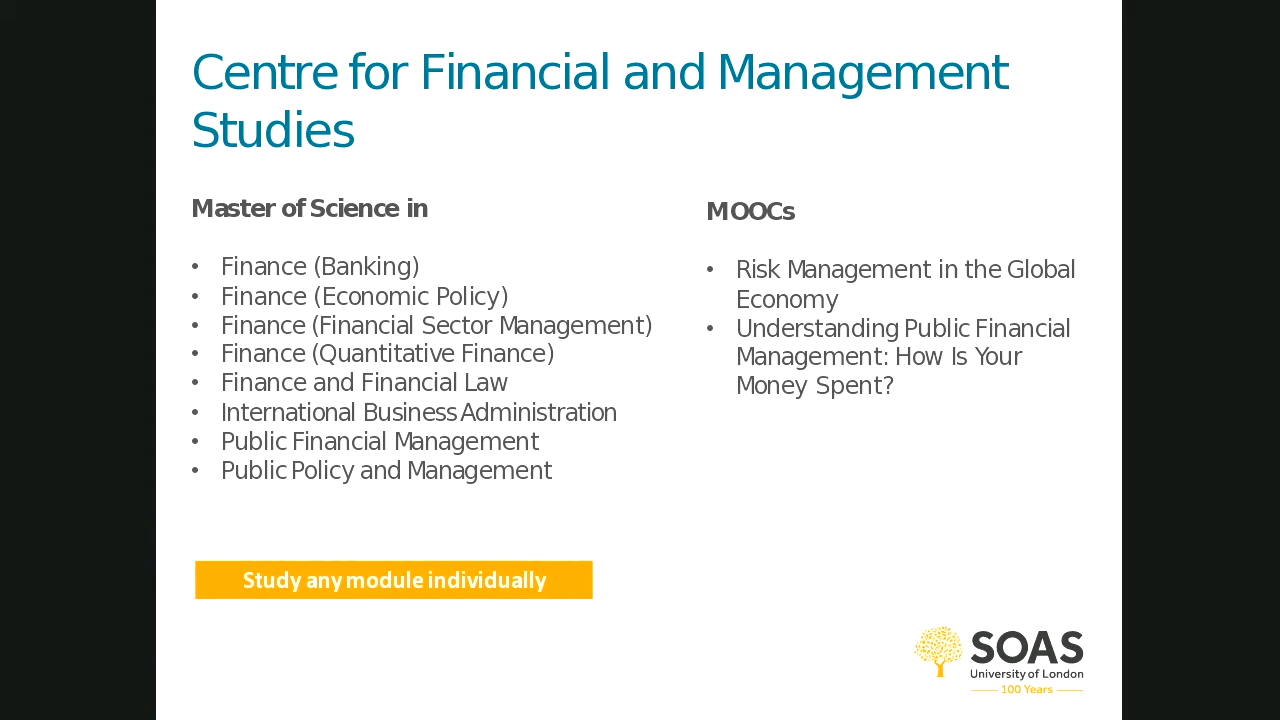 Centre for Financial and Management
Studies
Master of Science in
• Finance (Banking)
• Finance (Economic Policy)
• Finance (Financial Sector Management)
• Finance (Quantitative Finance)
• Finance and Financial Law
• International Business Administration
• Public Financial Management
• Public Policy and Management
MOOCs
• Risk Management in the Global
Economy
• Understanding Public Financial
Management: How Is Your
Money Spent?
Study any module individually
SOAS
University of London
100 Years